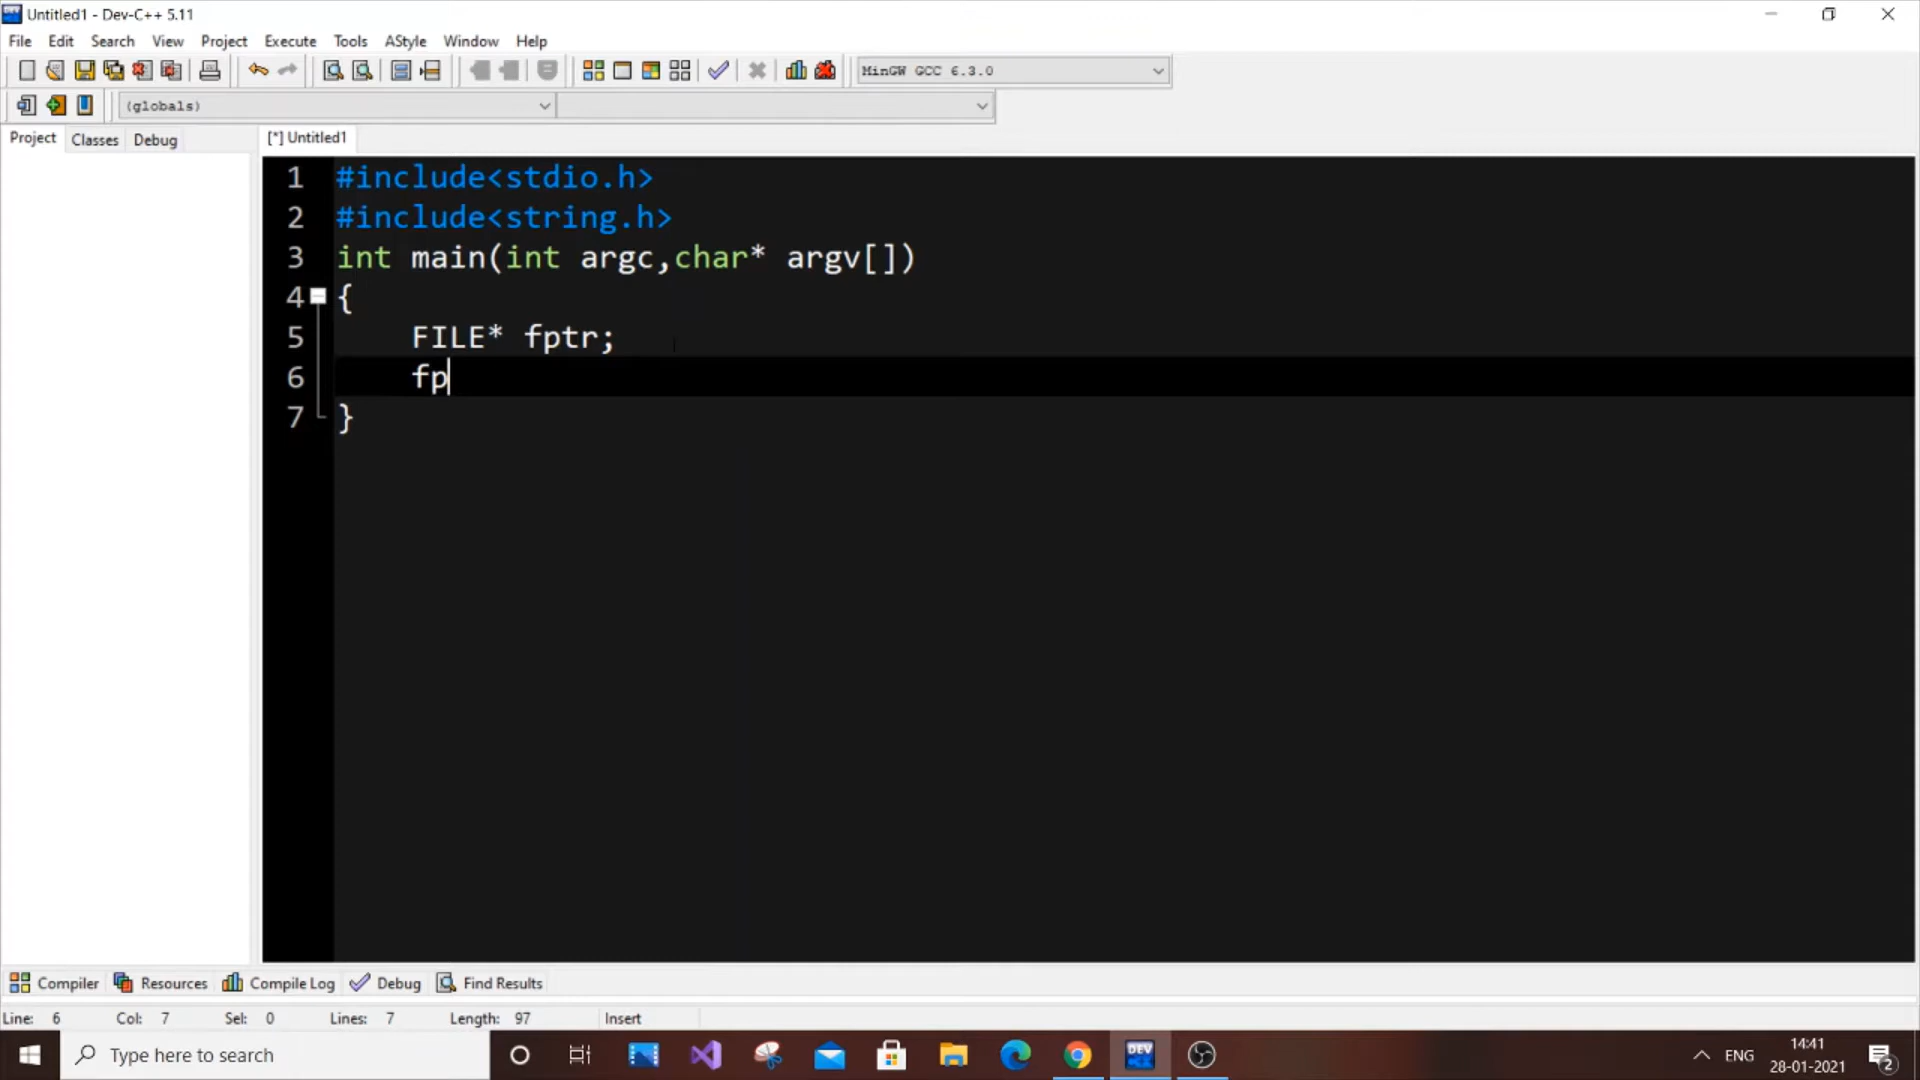 Untitled1 - Dev-C++ 5.11
File Edit Search View Project Execute Tools AStyle Window Help
MinGW GCC 6.3.0
(globals)
Project Classes Debug
[*] Untitled1
1 #include<stdio.h>
2 #include<string.h>
3 int main(int argc,char* argv[])
4 {
5 FILE* fptr;
6 fp
7 }
Compiler Resources Compile Log Debug Find Results
Line: 6 Col: 7 Sel: 0 Lines: 7 Length: 97 Insert
Type here to search
DEV
ENG
14:41
28-01-2021
2